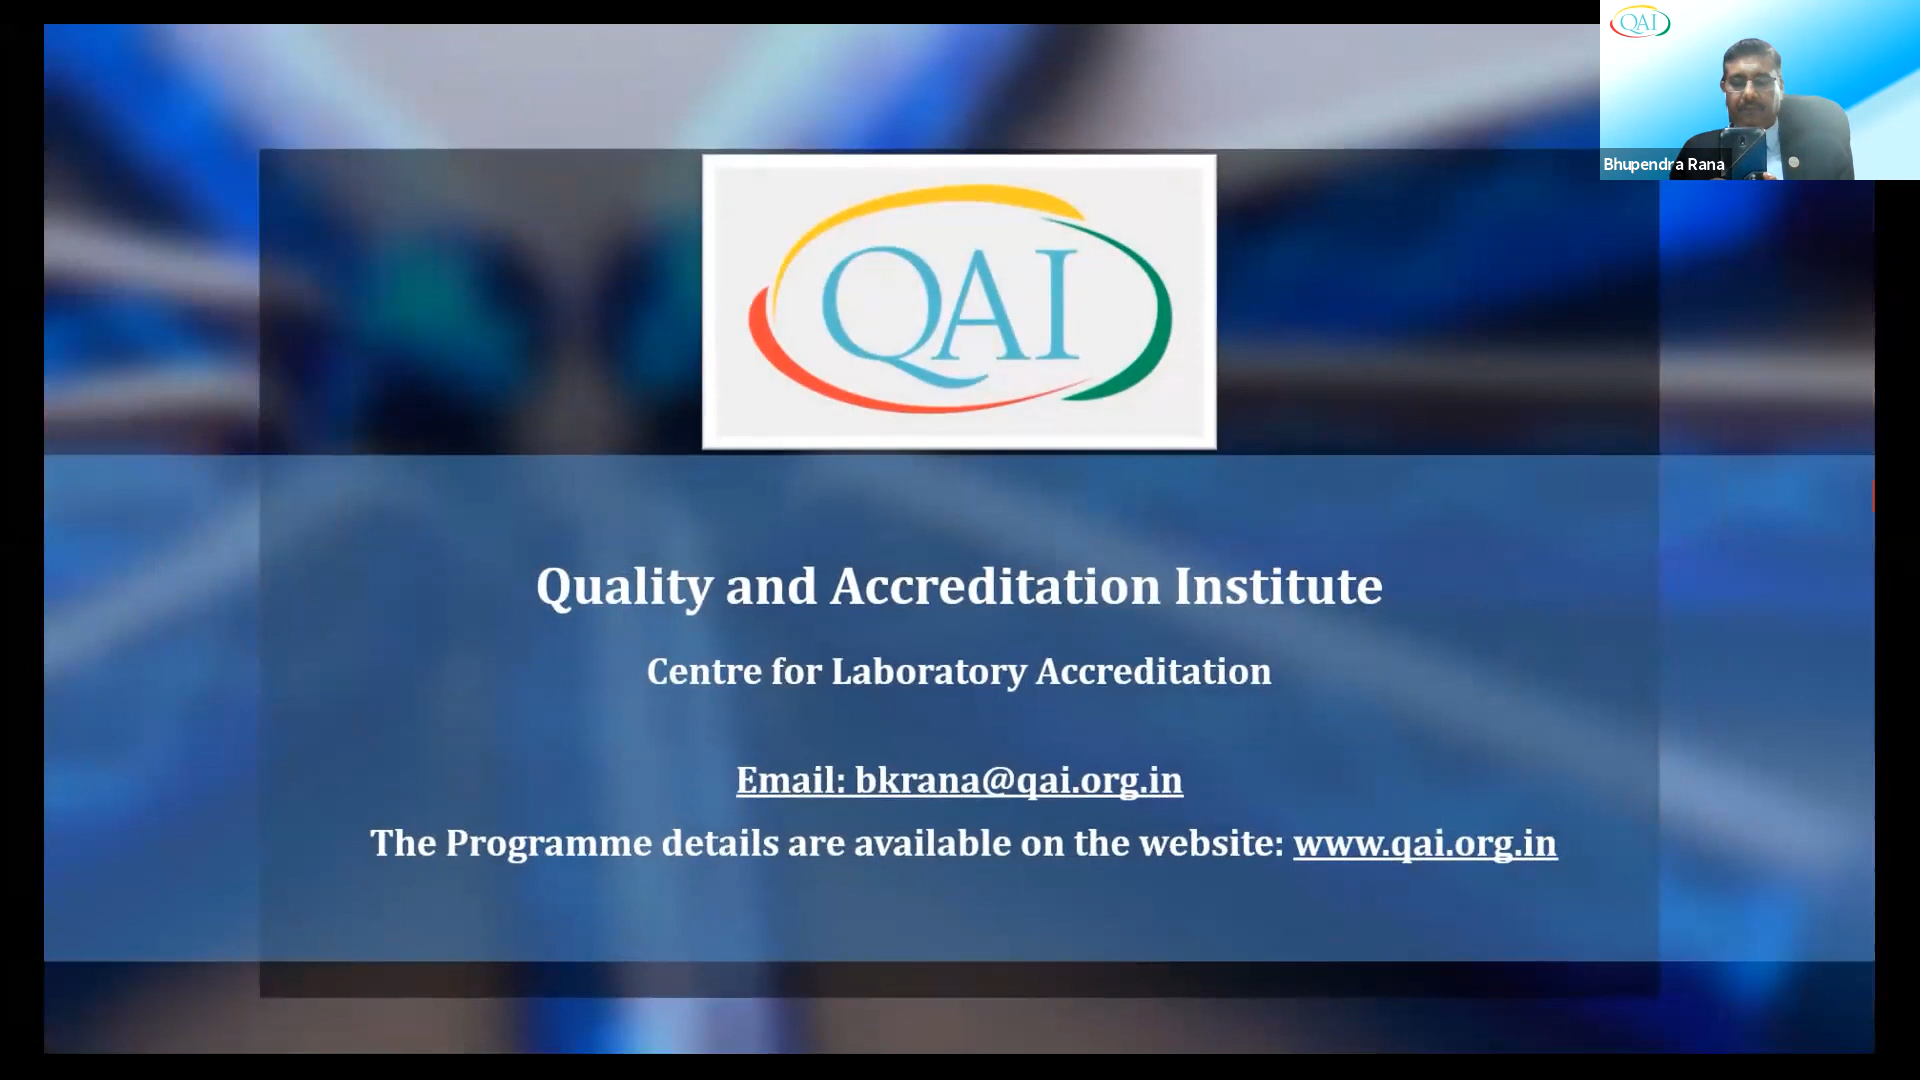 QAI
Bhupendra Rana
QAI
Quality and Accreditation Institute
Centre for Laboratory Accreditation
Email: bkrana@qai.org.in
The Programme details are available on the website: www.qai.org.in